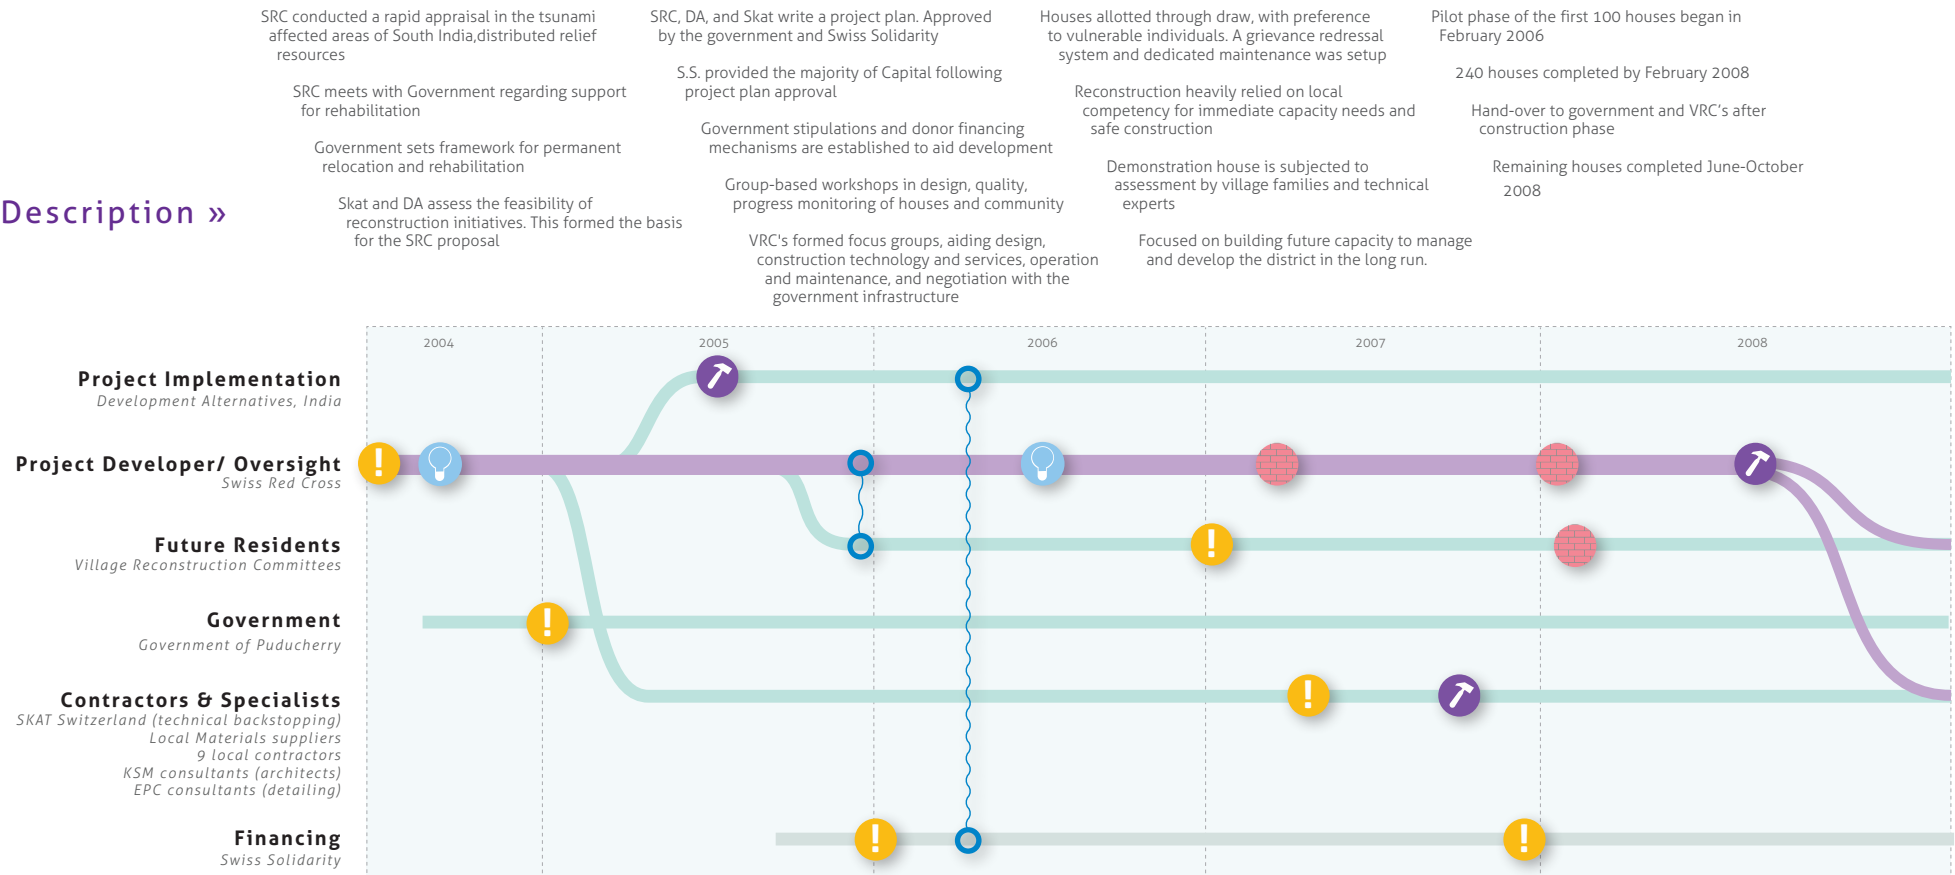 SRC conducted a rapid appraisal in the tsunami
affected areas of South India,distributed relief
resources
SRC meets with Government regarding support
for rehabilitation
Government sets framework for permanent
relocation and rehabilitation
Skat and DA assess the feasibility of
reconstruction initiatives. This formed the basis
for the SRC proposal
SRC, DA, and Skat write a project plan. Approved
by the government and Swiss Solidarity
S.S. provided the majority of Capital following
project plan approval
Government stipulations and donor financing
mechanisms are established to aid development
Group-based workshops in design, quality,
progress monitoring of houses and community
VRC's formed focus groups, aiding design,
construction technology and services, operation
and maintenance, and negotiation with the
government infrastructure
Houses allotted through draw, with preference
to vulnerable individuals. A grievance redressal
system and dedicated maintenance was setup
Reconstruction heavily relied on local
competency for immediate capacity needs and
safe construction
Demonstration house is subjected to
assessment by village families and technical
experts
Focused on building future capacity to manage
and develop the district in the long run.
Pilot phase of the first 100 houses began in
February 2006
240 houses completed by February 2008
Hand-over to government and VRC's after
construction phase
Remaining houses completed June-October
2008
Description »
2004
2005
2006
2007
2008
Project Implementation
Development Alternatives, India
Project Developer/ Oversight
Swiss Red Cross
Future Residents
Village Reconstruction Committees
Government
Government of Puducherry
Contractors & Specialists
SKAT Switzerland (technical backstopping)
Local Materials suppliers
9 local contractors
KSM consultants (architects)
EPC consultants (detailing)
Financing
Swiss Solidarity